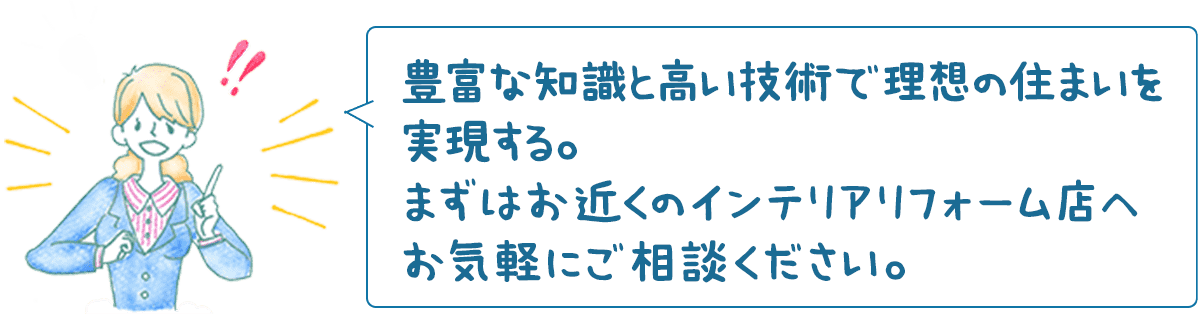 !!
豊富な知識と高い技術で理想の住まいを
実現する。
まずはお近くのインテリアリフォーム店へ
お気軽にご相談ください。